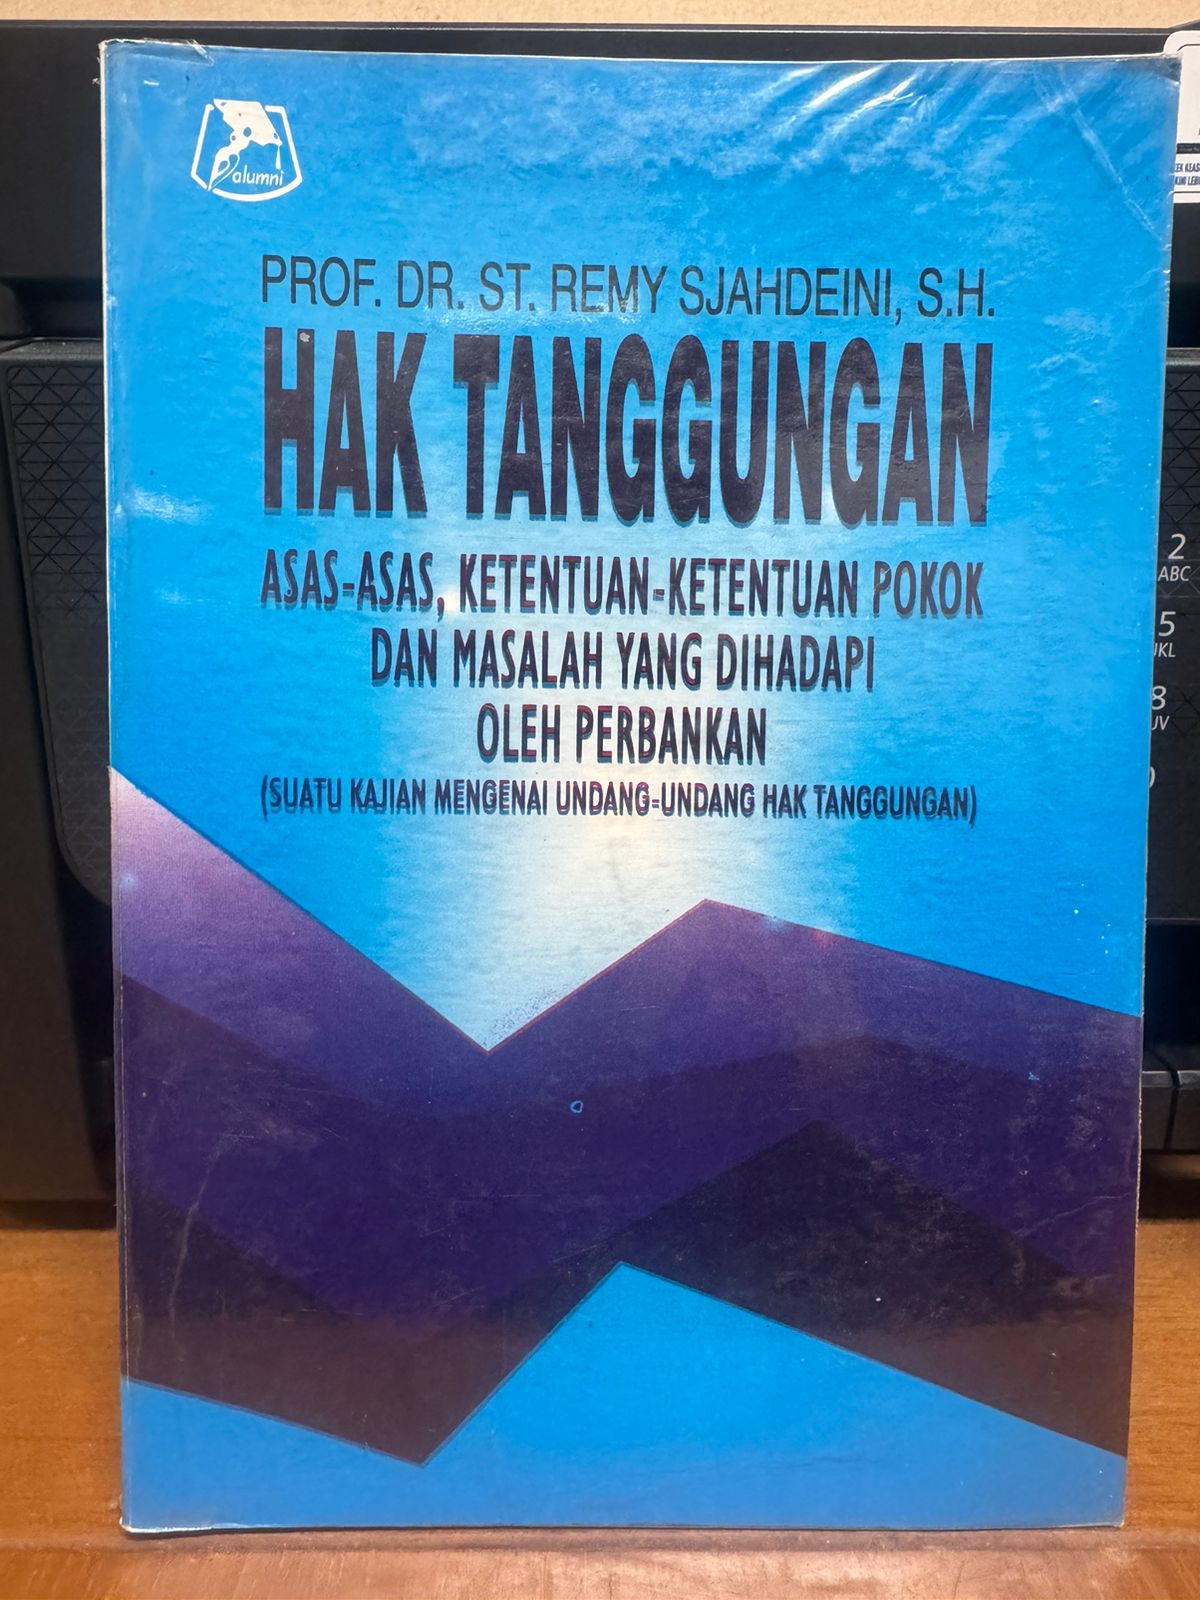 alumni
PROF. DR. ST. REMY SJAHDEINI, S.H.
HAK TANGGUNGAN
ASAS-ASAS, KETENTUAN-KETENTUAN POKOK
DAN MASALAH YANG DIHADAPI
OLEH PERBANKAN
(SUATU KAJIAN MENGENAI UNDANG-UNDANG HAK TANGGUNGAN)
2
ABC
5
JKL
8